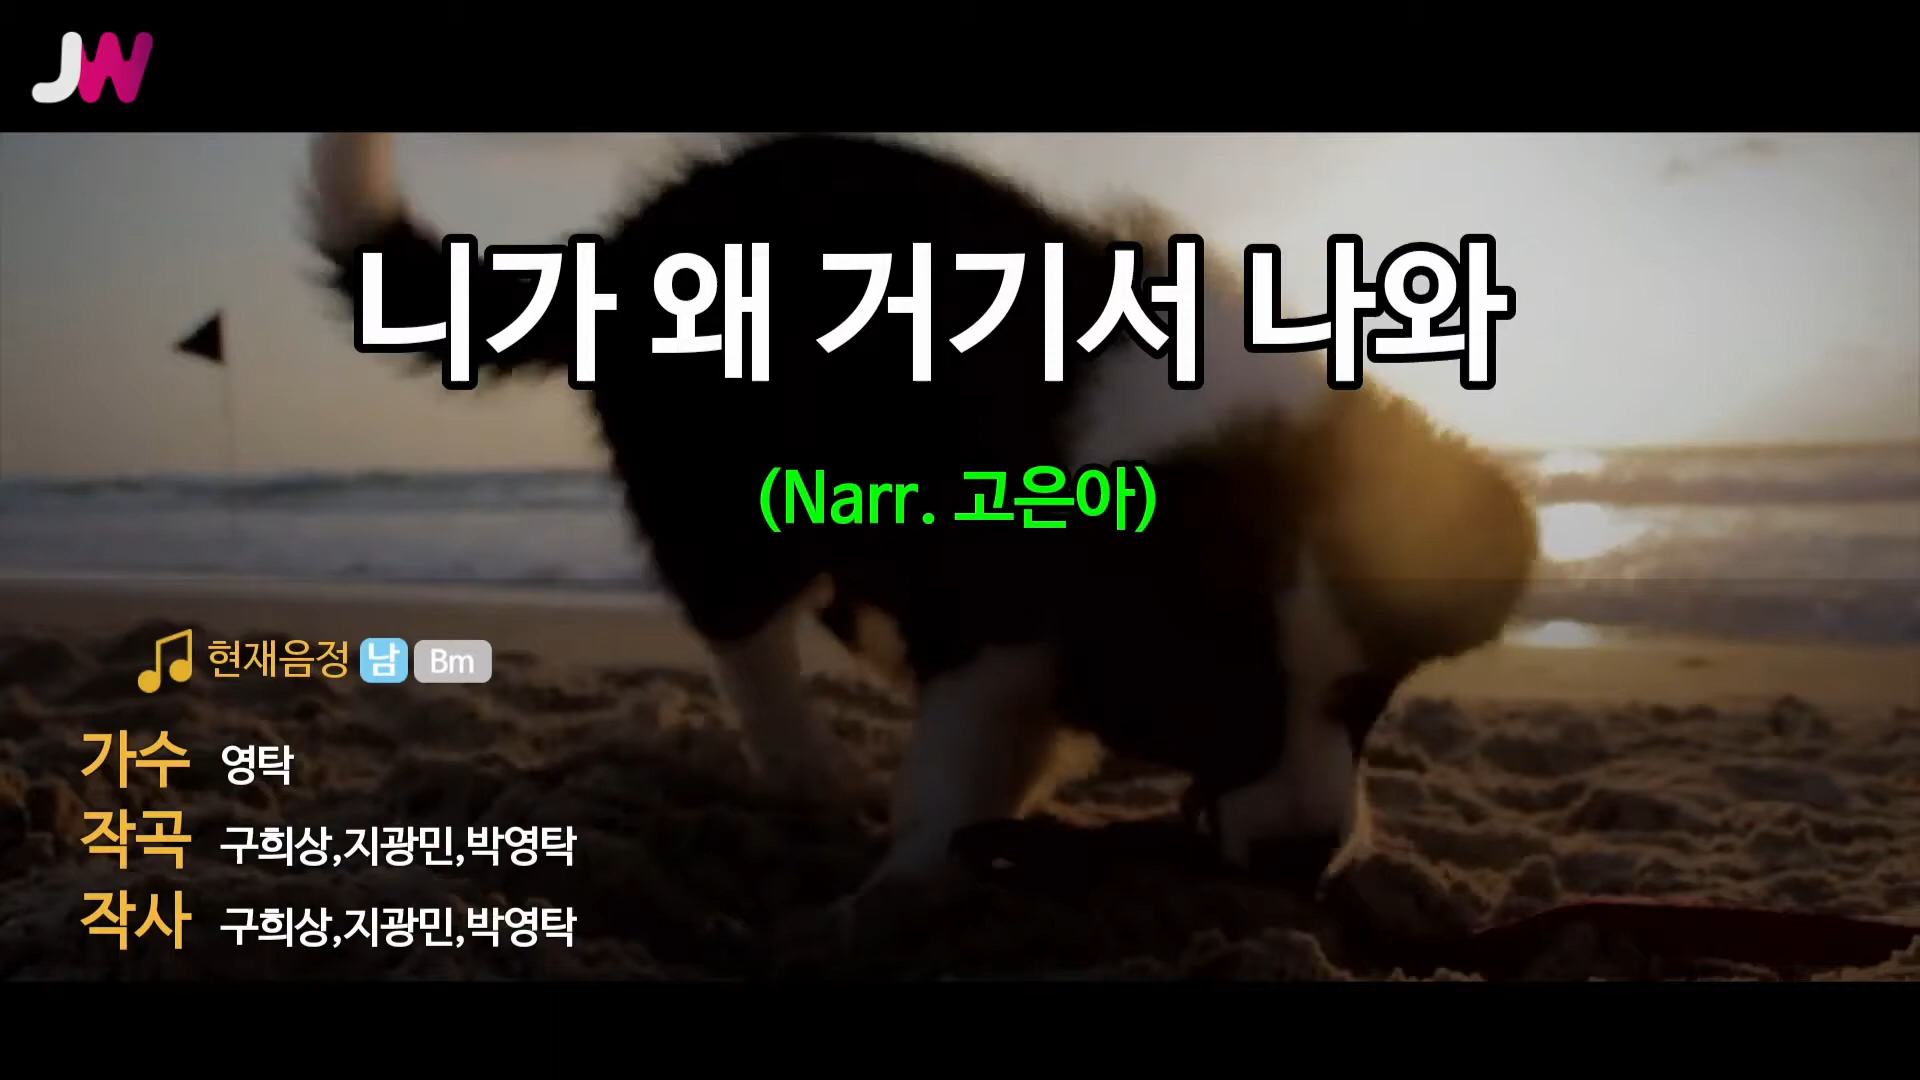 JW
니가 왜 거기서 나와
(Narr. 고은아)
현재음정 남 Bm
가수 영탁
작곡 구희상,지광민,박영탁
작사 구희상,지광민,박영탁